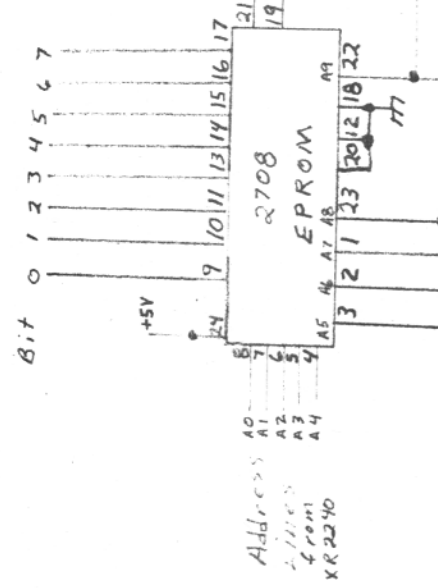 Bit 0 1 2 3 4 5 6 7
+5V
24 9 10 11 13 14 15 16 17
21 19
2708
EPROM
8 7 6 5 4
A5 A6 A7 A8 A9
3 2 1 23 20 12 18 22
Address
Lines
from
XR2240
A0
A1
A2
A3
A4